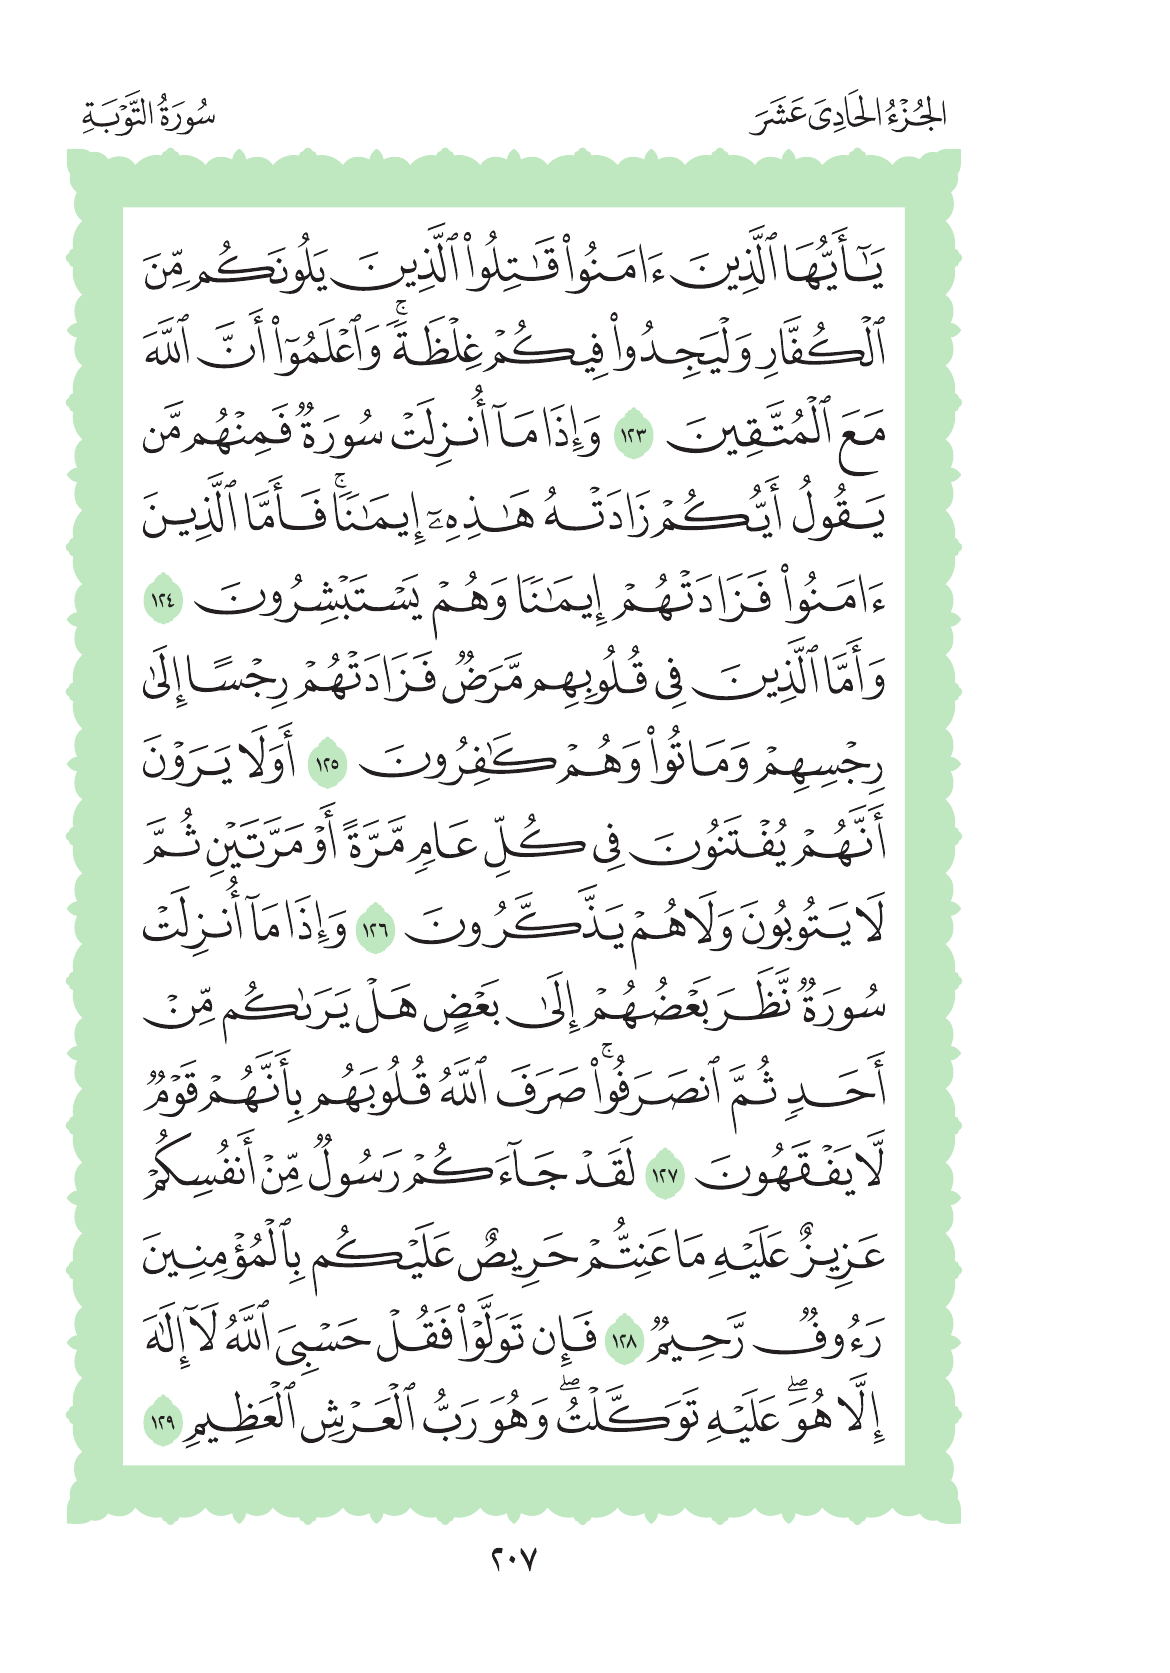 الجُزْءُ الحَادِىَ عَشَرَ
سُورَةُ التَّوْبَةِ
يَٰٓأَيُّهَا ٱلَّذِينَ ءَامَنُوا۟ قَٰتِلُوا۟ ٱلَّذِينَ يَلُونَكُم مِّنَ
ٱلْكُفَّارِ وَلْيَجِدُوا۟ فِيكُمْ غِلْظَةً ۚ وَٱعْلَمُوٓا۟ أَنَّ ٱللَّهَ
مَعَ ٱلْمُتَّقِينَ ١٢٣ وَإِذَا مَآ أُنزِلَتْ سُورَةٌ فَمِنْهُم مَّن
يَقُولُ أَيُّكُمْ زَادَتْهُ هَٰذِهِۦٓ إِيمَٰنًا ۚ فَأَمَّا ٱلَّذِينَ
ءَامَنُوا۟ فَزَادَتْهُمْ إِيمَٰنًا وَهُمْ يَسْتَبْشِرُونَ ١٢٤
وَأَمَّا ٱلَّذِينَ فِى قُلُوبِهِم مَّرَضٌ فَزَادَتْهُمْ رِجْسًا إِلَىٰ
رِجْسِهِمْ وَمَاتُوا۟ وَهُمْ كَٰفِرُونَ ١٢٥ أَوَلَا يَرَوْنَ
أَنَّهُمْ يُفْتَنُونَ فِى كُلِّ عَامٍ مَّرَّةً أَوْ مَرَّتَيْنِ ثُمَّ
لَا يَتُوبُونَ وَلَا هُمْ يَذَّكَّرُونَ ١٢٦ وَإِذَا مَآ أُنزِلَتْ
سُورَةٌ نَّظَرَ بَعْضُهُمْ إِلَىٰ بَعْضٍ هَلْ يَرَىٰكُم مِّنْ
أَحَدٍ ثُمَّ ٱنصَرَفُوا۟ ۚ صَرَفَ ٱللَّهُ قُلُوبَهُم بِأَنَّهُمْ قَوْمٌ
لَّا يَفْقَهُونَ ١٢٧ لَقَدْ جَآءَكُمْ رَسُولٌ مِّنْ أَنفُسِكُمْ
عَزِيزٌ عَلَيْهِ مَا عَنِتُّمْ حَرِيصٌ عَلَيْكُم بِٱلْمُؤْمِنِينَ
رَءُوفٌ رَّحِيمٌ ١٢٨ فَإِن تَوَلَّوْا۟ فَقُلْ حَسْبِىَ ٱللَّهُ لَآ إِلَٰهَ
إِلَّا هُوَ ۖ عَلَيْهِ تَوَكَّلْتُ ۖ وَهُوَ رَبُّ ٱلْعَرْشِ ٱلْعَظِيمِ ١٢٩
٢٠٧